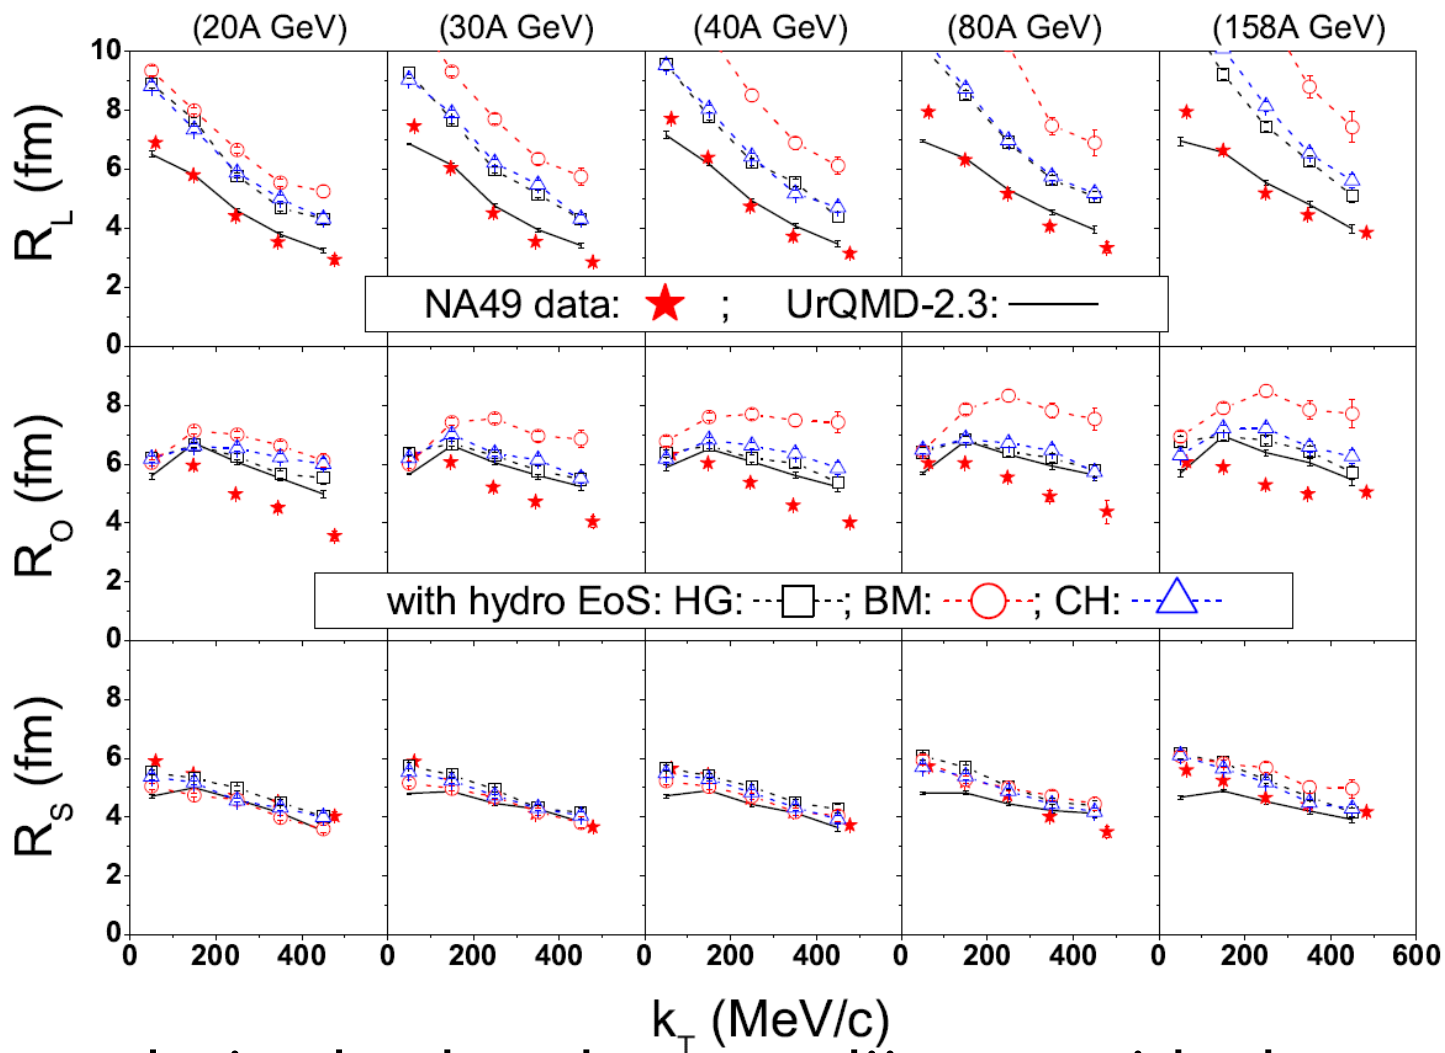 (20A GeV) (30A GeV) (40A GeV) (80A GeV) (158A GeV)
R_L (fm)
10
8
6
4
2
0
NA49 data: ★ ; UrQMD-2.3:
R_O (fm)
8
6
4
2
0
with hydro EoS: HG: ; BM: ; CH:
R_S (fm)
8
6
4
2
0
0 200 400 0 200 400 0 200 400 0 200 400 0 200 400 600
k_T (MeV/c)